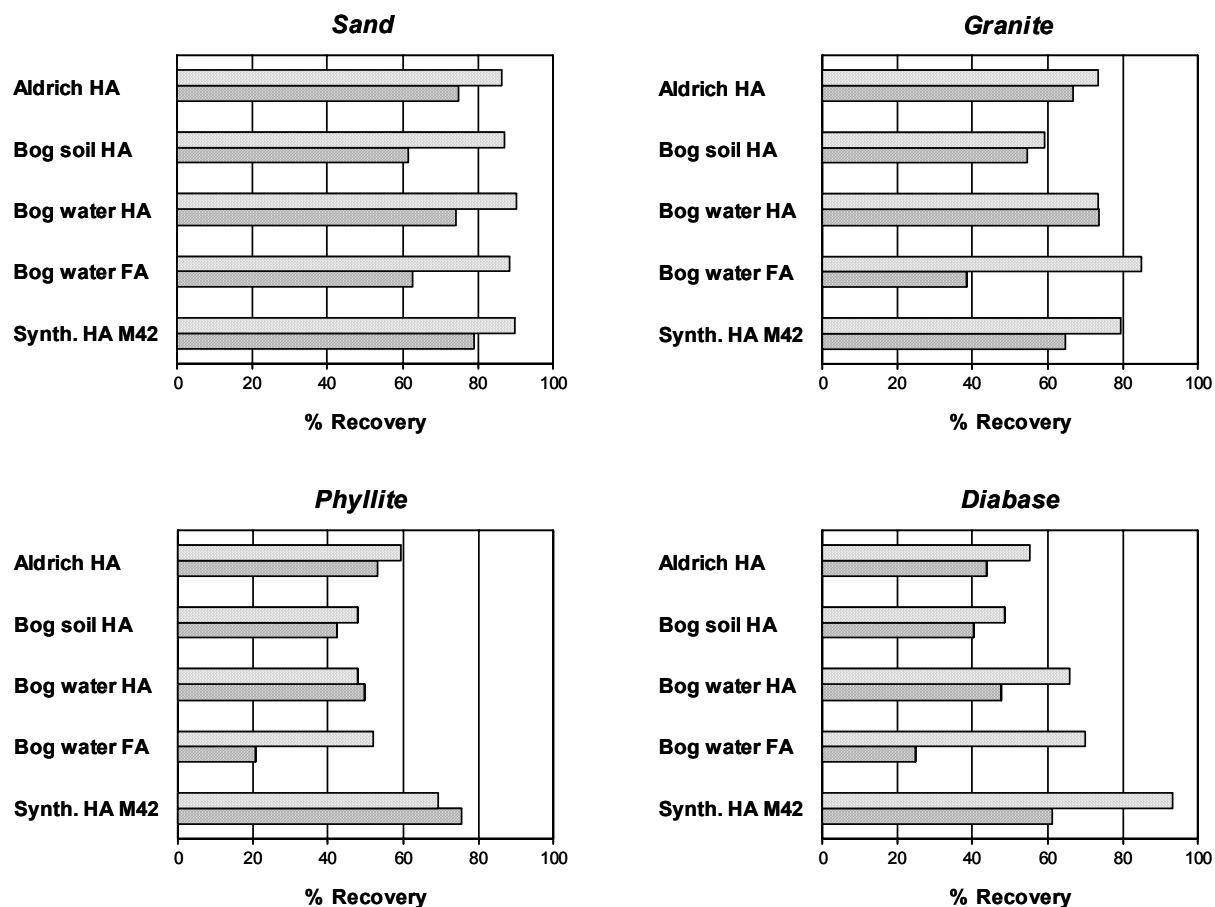 Sand
Aldrich HA
Bog soil HA
Bog water HA
Bog water FA
Synth. HA M42
0 20 40 60 80 100
% Recovery
Granite
Aldrich HA
Bog soil HA
Bog water HA
Bog water FA
Synth. HA M42
0 20 40 60 80 100
% Recovery
Phyllite
Aldrich HA
Bog soil HA
Bog water HA
Bog water FA
Synth. HA M42
0 20 40 60 80 100
% Recovery
Diabase
Aldrich HA
Bog soil HA
Bog water HA
Bog water FA
Synth. HA M42
0 20 40 60 80 100
% Recovery